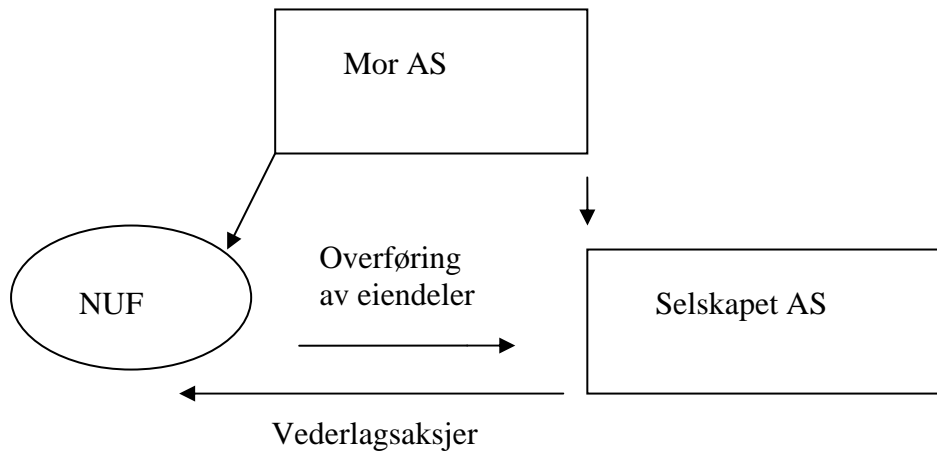 Mor AS
Overføring
av eiendeler
NUF
Selskapet AS
Vederlagsaksjer